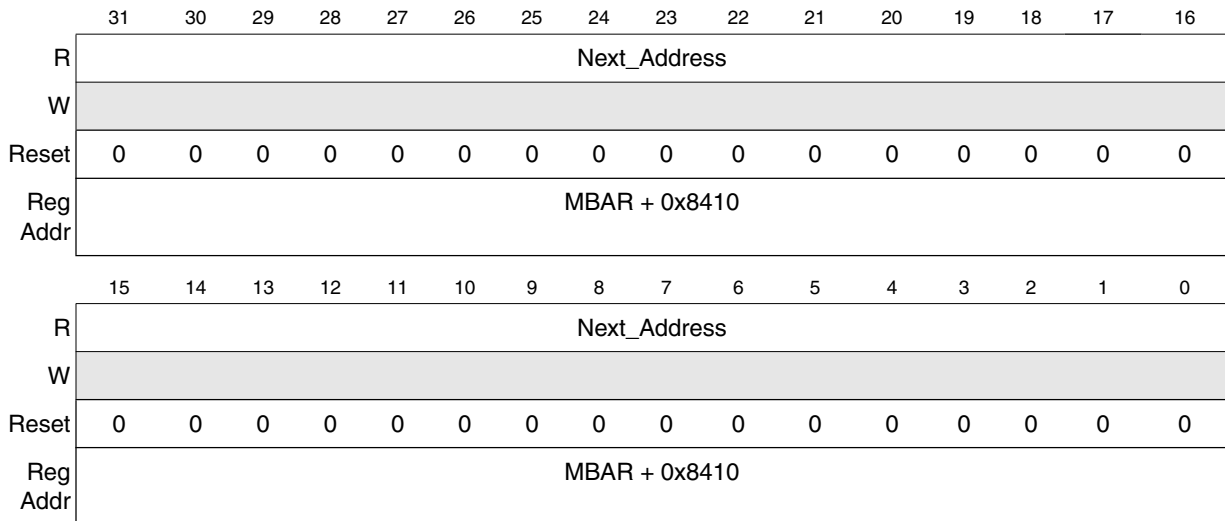 31 30 29 28 27 26 25 24 23 22 21 20 19 18 17 16
R Next_Address
W
Reset 0 0 0 0 0 0 0 0 0 0 0 0 0 0 0 0
Reg MBAR + 0x8410
Addr
15 14 13 12 11 10 9 8 7 6 5 4 3 2 1 0
R Next_Address
W
Reset 0 0 0 0 0 0 0 0 0 0 0 0 0 0 0 0
Reg MBAR + 0x8410
Addr